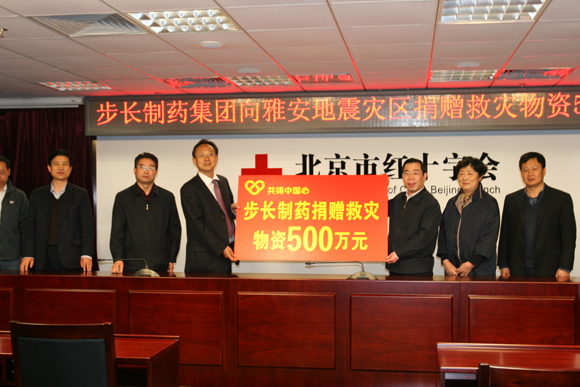 步长制药集团向雅安地震灾区捐赠救灾物资5
北京市红十字会
Beijing
共铸中国心
步长制药捐赠救灾
物资500万元